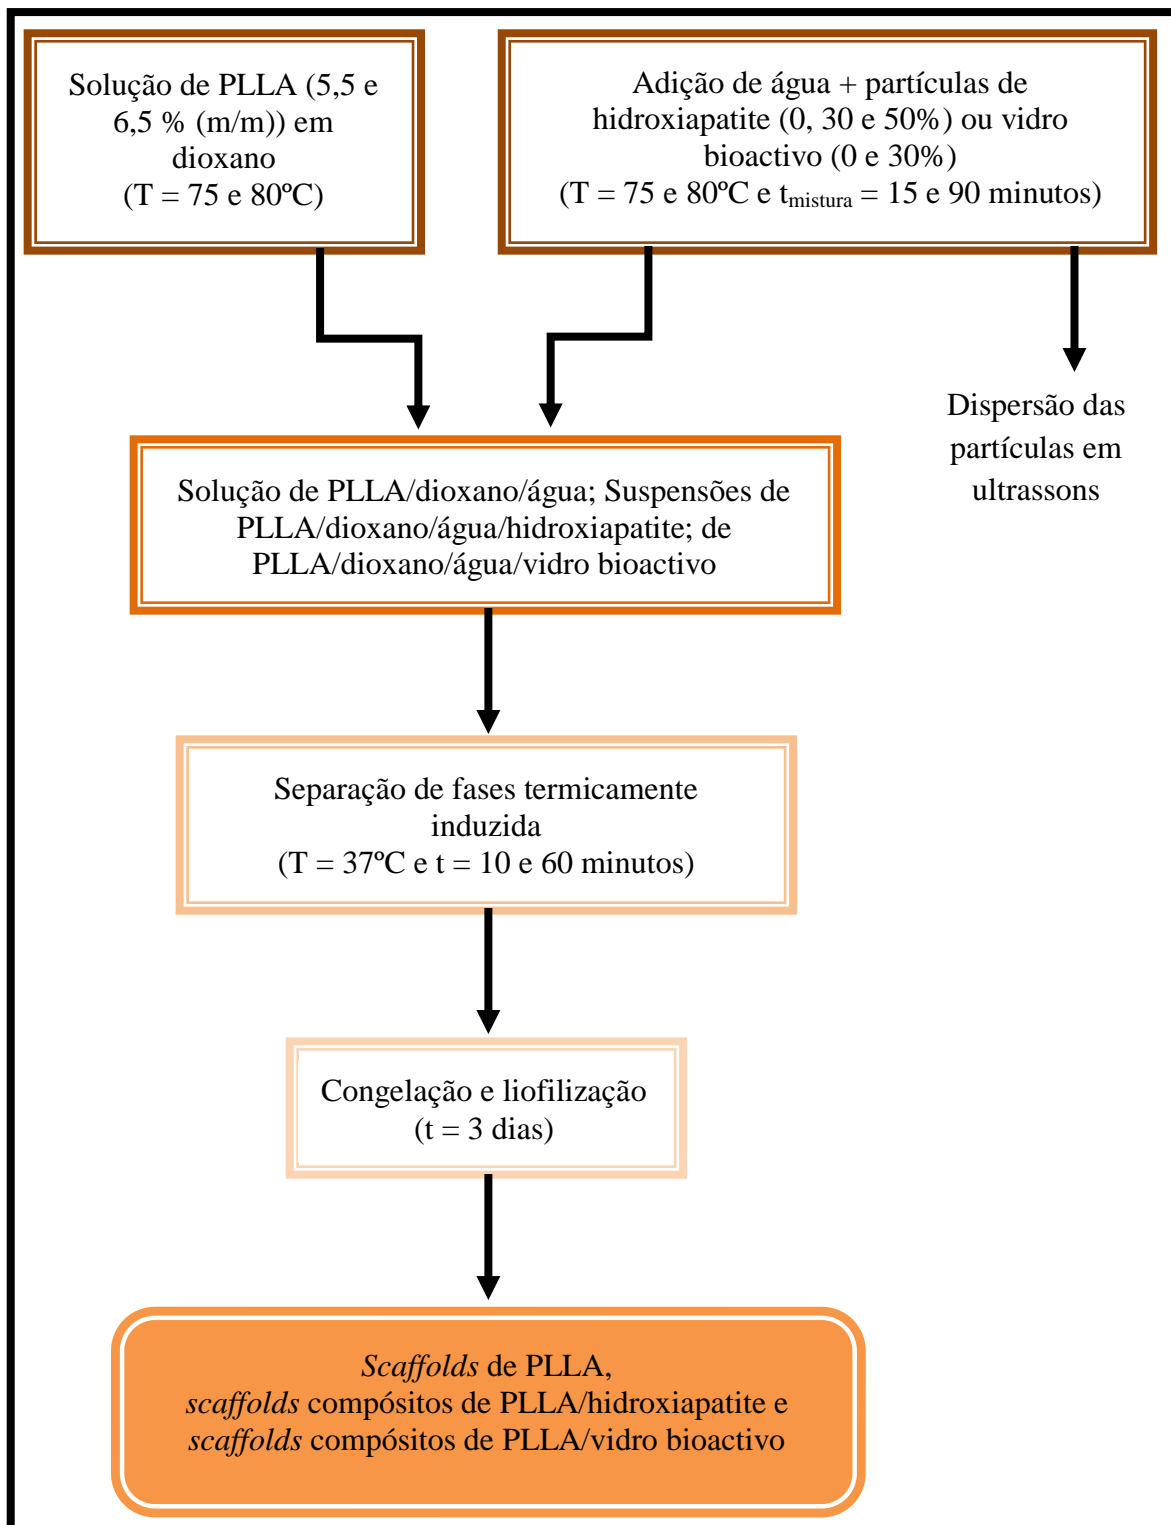 Solução de PLLA (5,5 e
6,5 % (m/m)) em
dioxano
(T = 75 e 80ºC)
Adição de água + partículas de
hidroxiapatite (0, 30 e 50%) ou vidro
bioactivo (0 e 30%)
(T = 75 e 80ºC e tmistura = 15 e 90 minutos)
Dispersão das
partículas em
ultrassons
Solução de PLLA/dioxano/água; Suspensões de
PLLA/dioxano/água/hidroxiapatite; de
PLLA/dioxano/água/vidro bioactivo
Separação de fases termicamente
induzida
(T = 37ºC e t = 10 e 60 minutos)
Congelação e liofilização
(t = 3 dias)
Scaffolds de PLLA,
scaffolds compósitos de PLLA/hidroxiapatite e
scaffolds compósitos de PLLA/vidro bioactivo